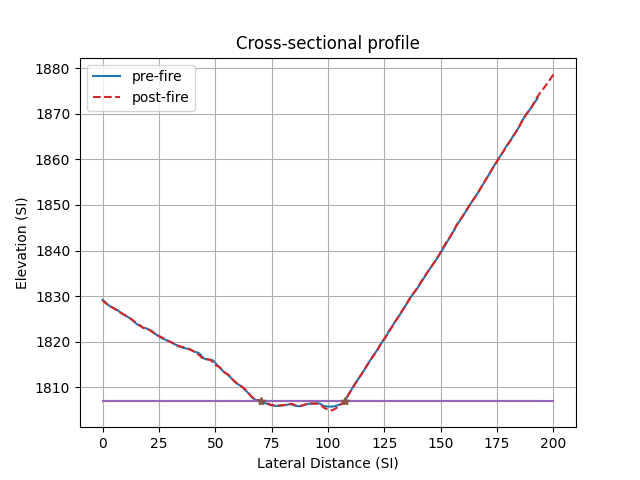 Cross-sectional profile
pre-fire
post-fire
1880
1870
1860
1850
1840
1830
1820
1810
Elevation (SI)
0 25 50 75 100 125 150 175 200
Lateral Distance (SI)